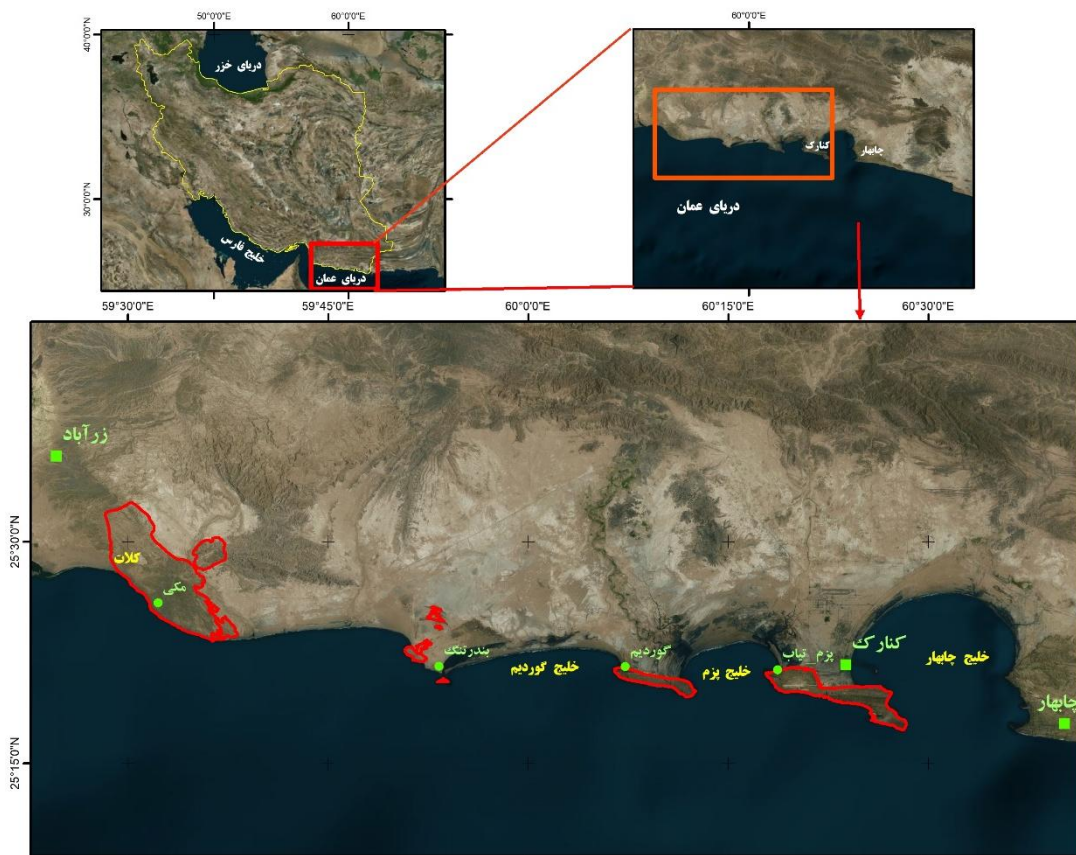 50°0'0"E
60°0'0"E
40°0'0"N
30°0'0"N
دریای خزر
خلیج فارس
دریای عمان
60°0'0"E
کنارک
چابهار
دریای عمان
59°30'0"E
59°45'0"E
60°0'0"E
60°15'0"E
60°30'0"E
25°30'0"N
25°15'0"N
زرآباد
کلات
مکی
بندرتنک
خلیج گوردیم
گوردیم
خلیج پزم
پزم_تیاب
کنارک
خلیج چابهار
چابهار